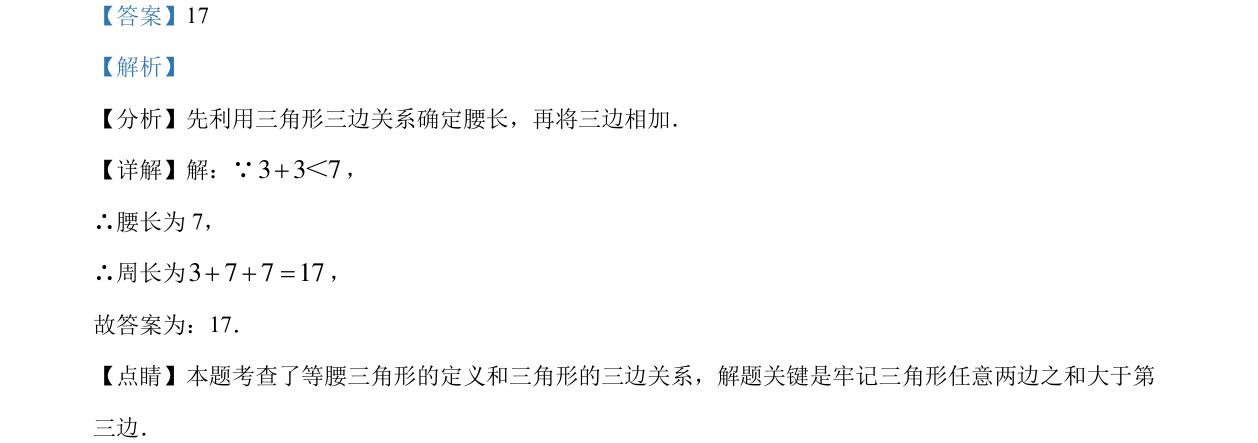 【答案】17
【解析】
【分析】先利用三角形三边关系确定腰长，再将三边相加．
【详解】解：∵3+3<7，
∴腰长为 7，
∴周长为3+7+7=17，
故答案为：17．
【点睛】本题考查了等腰三角形的定义和三角形的三边关系，解题关键是牢记三角形任意两边之和大于第
三边．